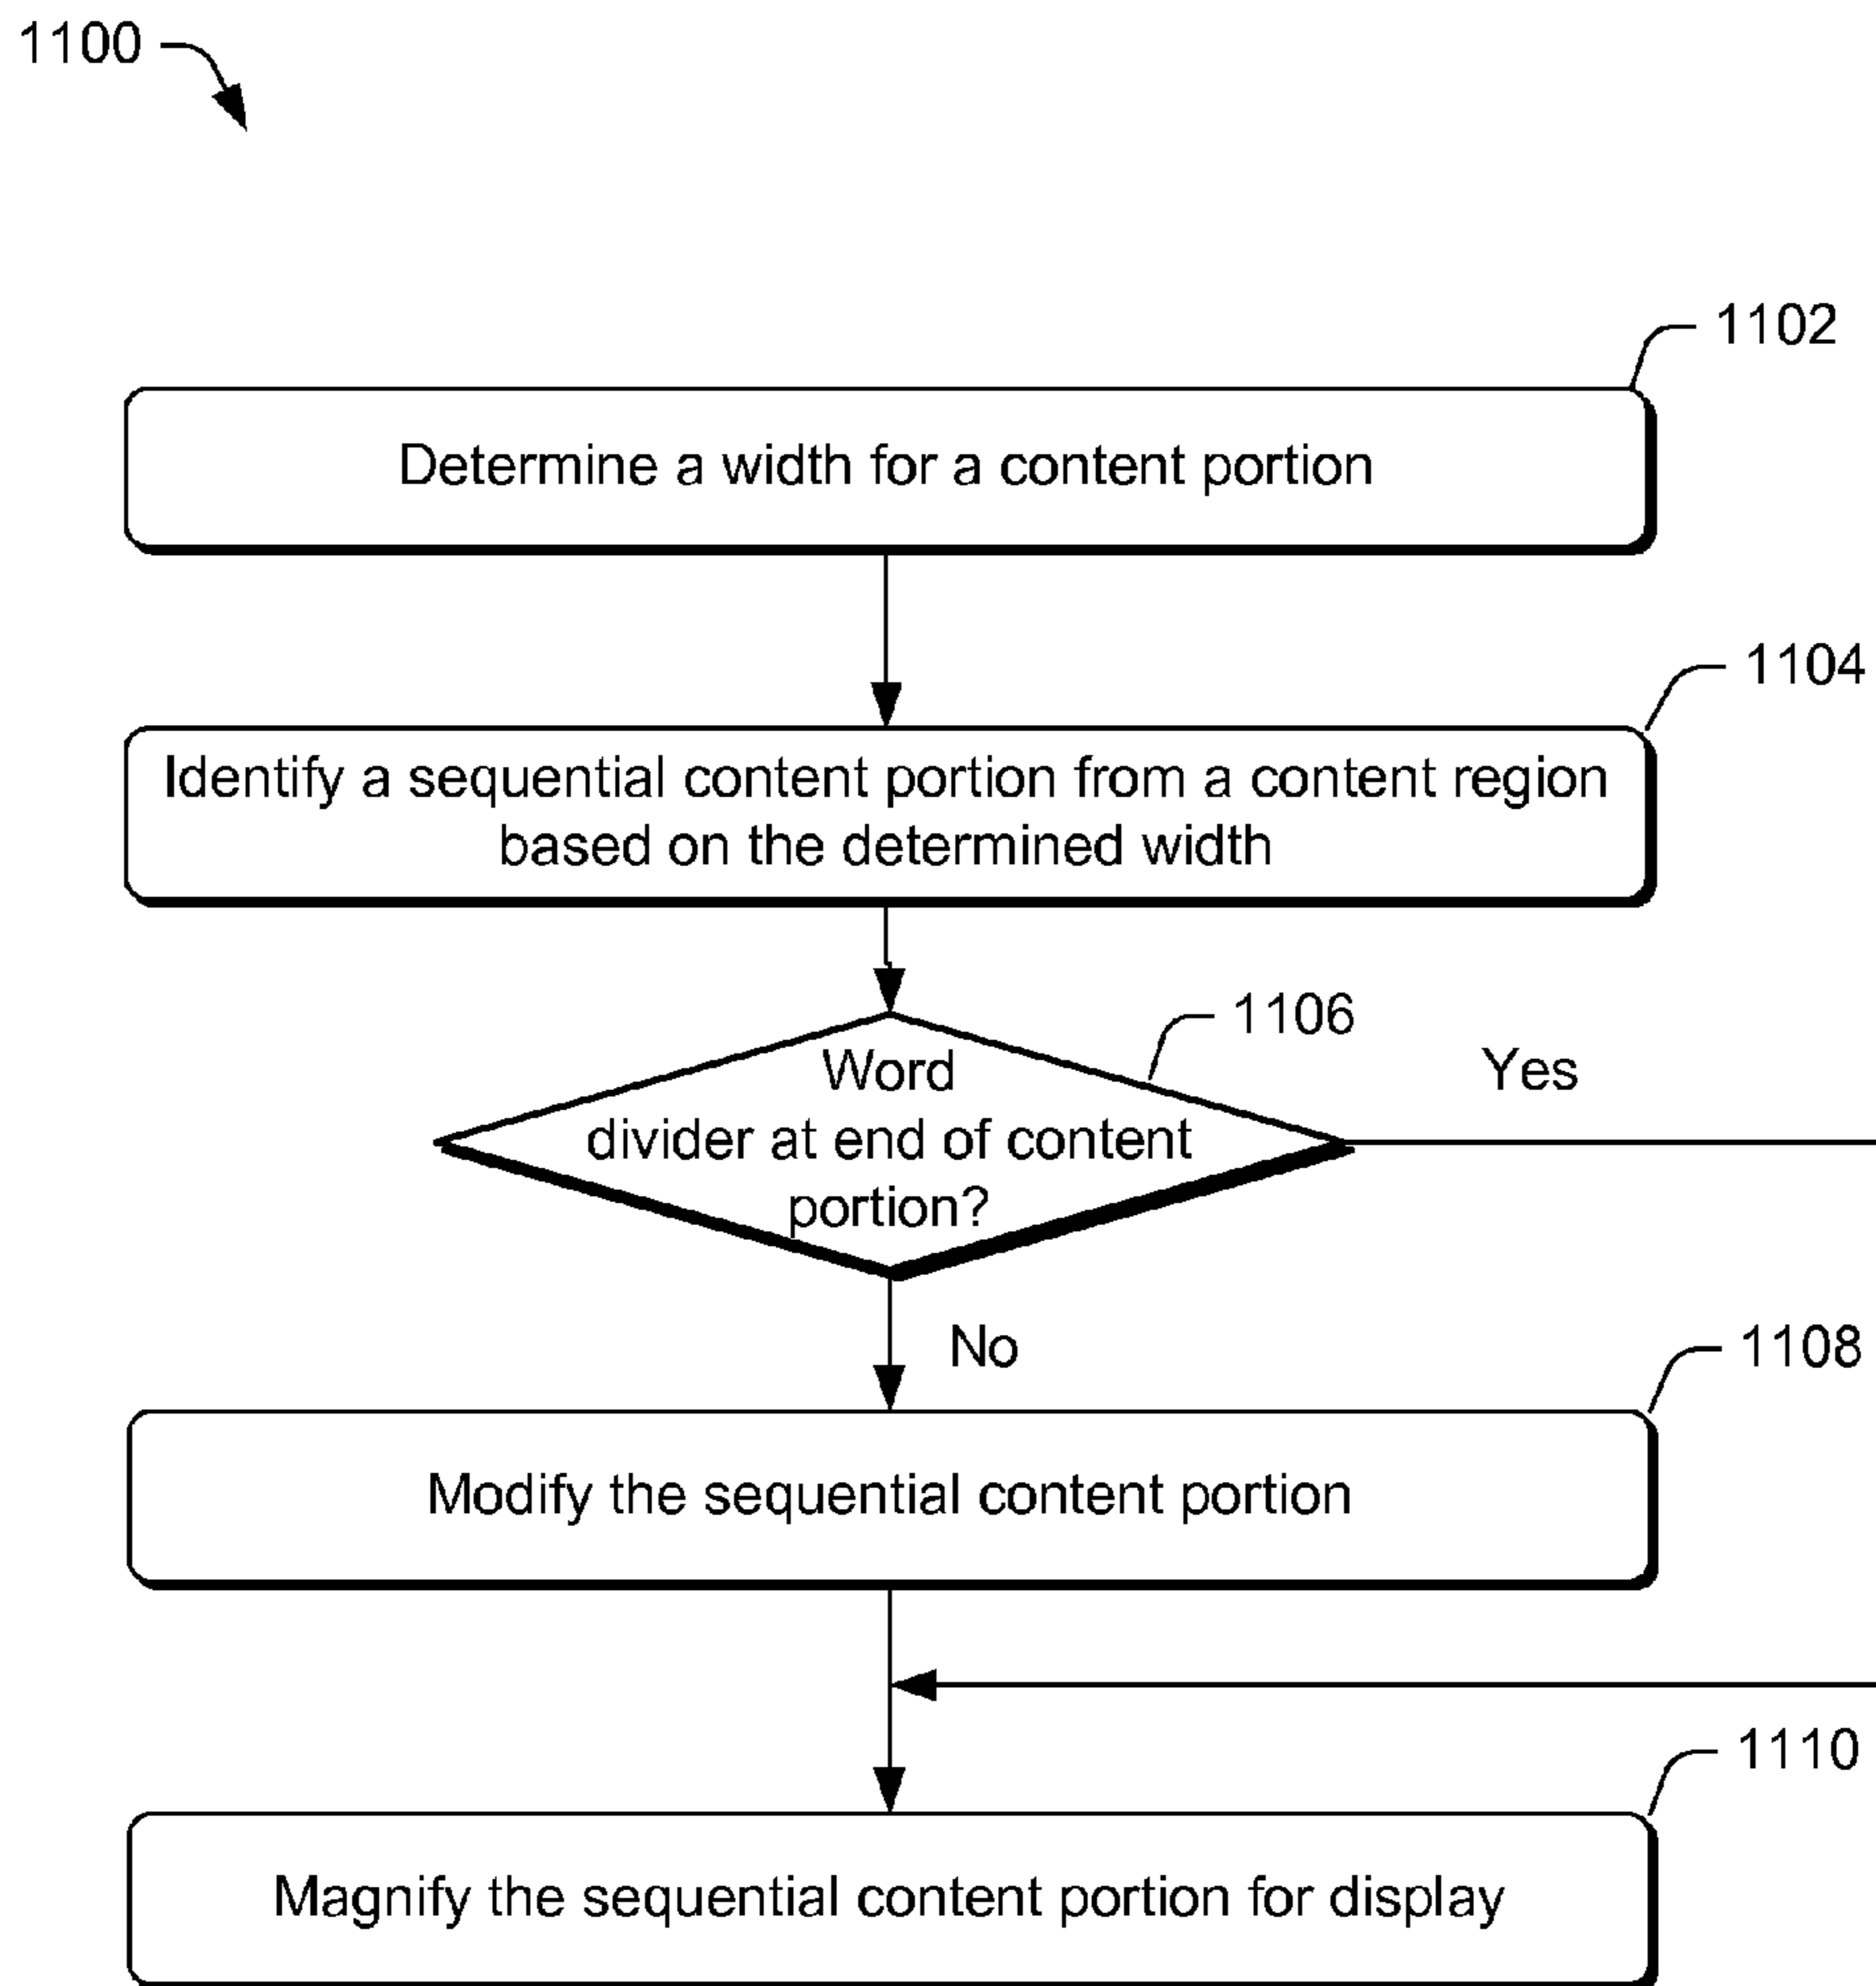 1100
1102
Determine a width for a content portion
1104
Identify a sequential content portion from a content region
based on the determined width
1106
Word
divider at end of content
portion?
Yes
No
1108
Modify the sequential content portion
1110
Magnify the sequential content portion for display